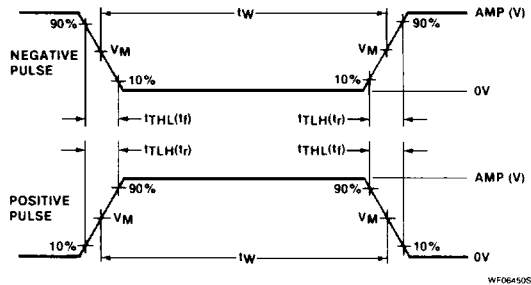 90% tW 90% AMP (V)
NEGATIVE PULSE VM VM
10% 10% 0V
tTHL(tf) tTLH(tr)
tTLH(tr) tTHL(tf)
90% 90% AMP (V)
POSITIVE PULSE VM VM
10% tW 10% 0V
WF06450S